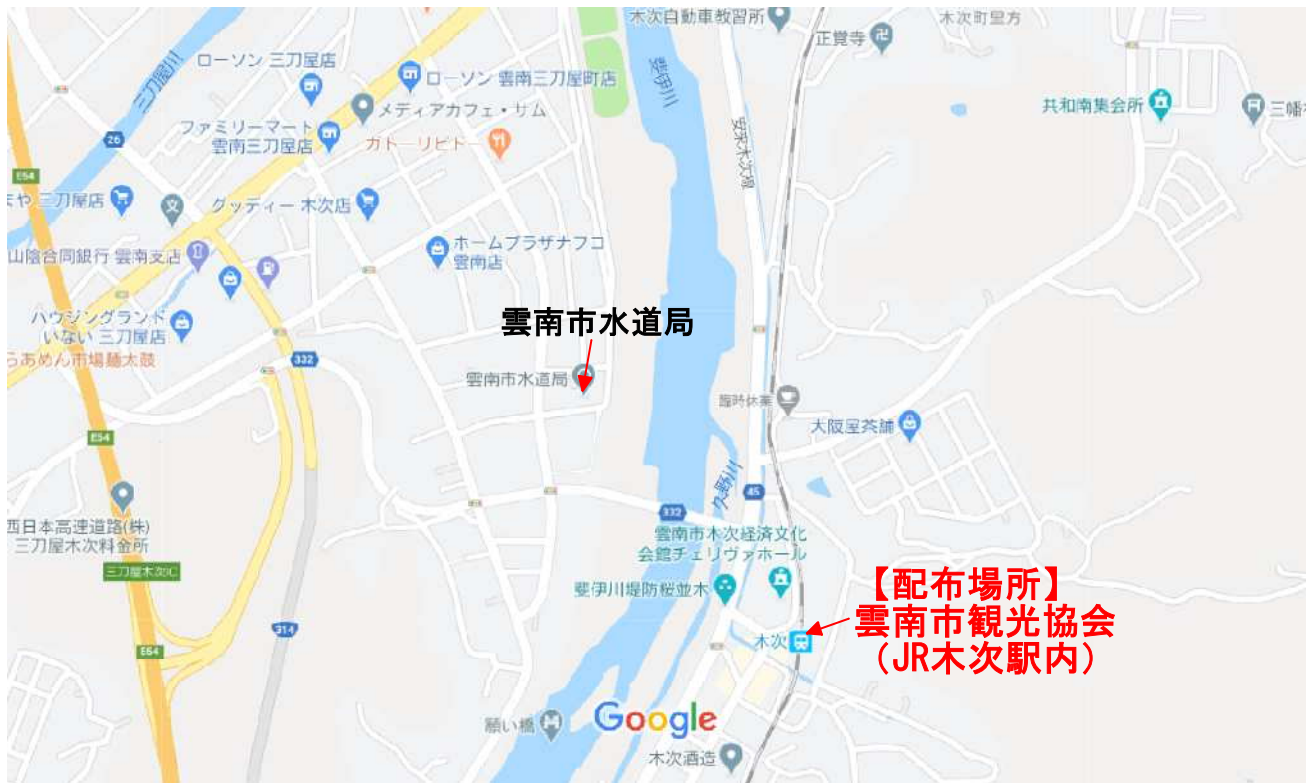 木次自動車教習所
木次町里方
正覚寺
ローソン 三刀屋店
三刀屋川
ローソン 雲南三刀屋町店
斐伊川
メディアカフェ・サム
共和南集会所
三幡
ファミリーマート
雲南三刀屋店
ガトーリビドー
26
安来木次線
E54
まや 三刀屋店
グッディー 木次店
山陰合同銀行 雲南支店
ホームプラザナフコ
雲南店
ハウジングランド
いない 三刀屋店
らあめん市場麺太鼓
雲南市水道局
332
雲南市水道局
臨時休業
大阪屋茶舗
E54
久野川
45
西日本高速道路(株)
三刀屋木次料金所
332
雲南市木次経済文化
会館チェリヴァホール
三刀屋木次IC
斐伊川堤防桜並木
【配布場所】
雲南市観光協会
(JR木次駅内)
314
E54
木次
願い橋
Google
木次酒造